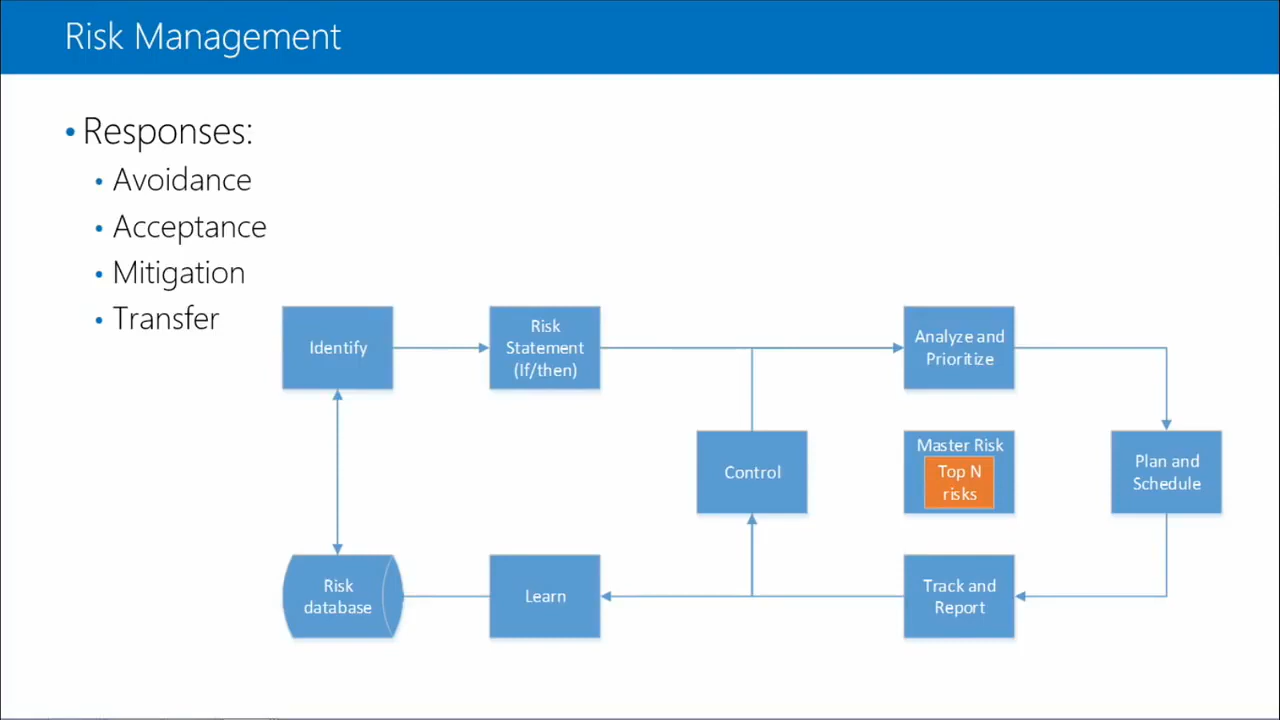 Risk Management
• Responses:
• Avoidance
• Acceptance
• Mitigation
• Transfer
Identify
Risk
Statement
(If/then)
Analyze and
Prioritize
Control
Master Risk
Top N
risks
Plan and
Schedule
Risk
database
Learn
Track and
Report